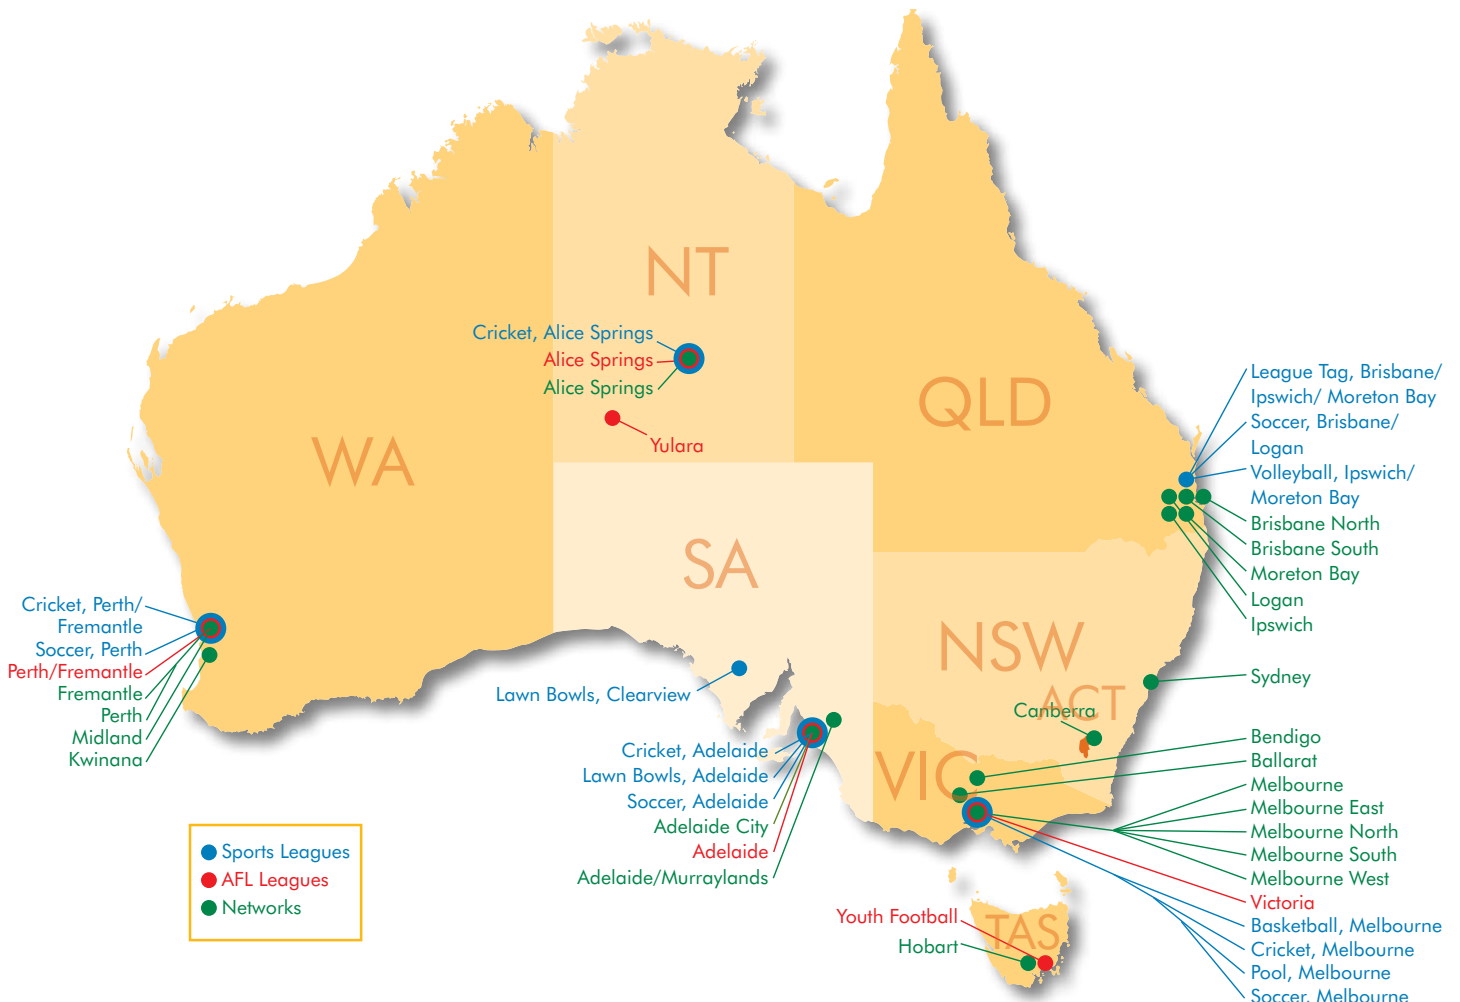 NT
Cricket, Alice Springs
Alice Springs
Alice Springs
Yulara
QLD
League Tag, Brisbane/
Ipswich/ Moreton Bay
Soccer, Brisbane/
Logan
Volleyball, Ipswich/
Moreton Bay
Brisbane North
Brisbane South
Moreton Bay
Logan
Ipswich
WA
SA
NSW
ACT
Cricket, Perth/
Fremantle
Soccer, Perth
Perth/Fremantle
Fremantle
Perth
Midland
Kwinana
Lawn Bowls, Clearview
Sydney
Canberra
VIC
Cricket, Adelaide
Lawn Bowls, Adelaide
Soccer, Adelaide
Adelaide City
Adelaide
Adelaide/Murraylands
Bendigo
Ballarat
Melbourne
Melbourne East
Melbourne North
Melbourne South
Melbourne West
Victoria
Basketball, Melbourne
Cricket, Melbourne
Pool, Melbourne
Soccer, Melbourne
Sports Leagues
AFL Leagues
Networks
Youth Football
Hobart
TAS